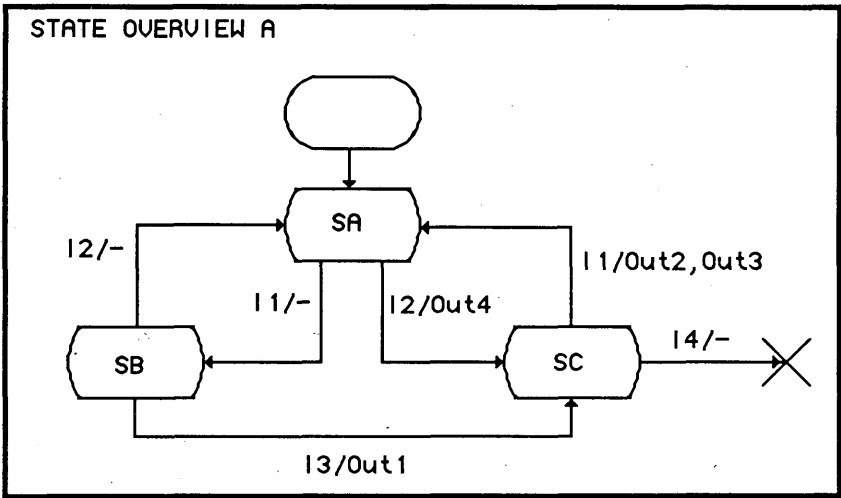 STATE OVERVIEW A
SA
I2/-
I1/Out2,Out3
I1/-
I2/Out4
SB
SC
I4/-
I3/Out1